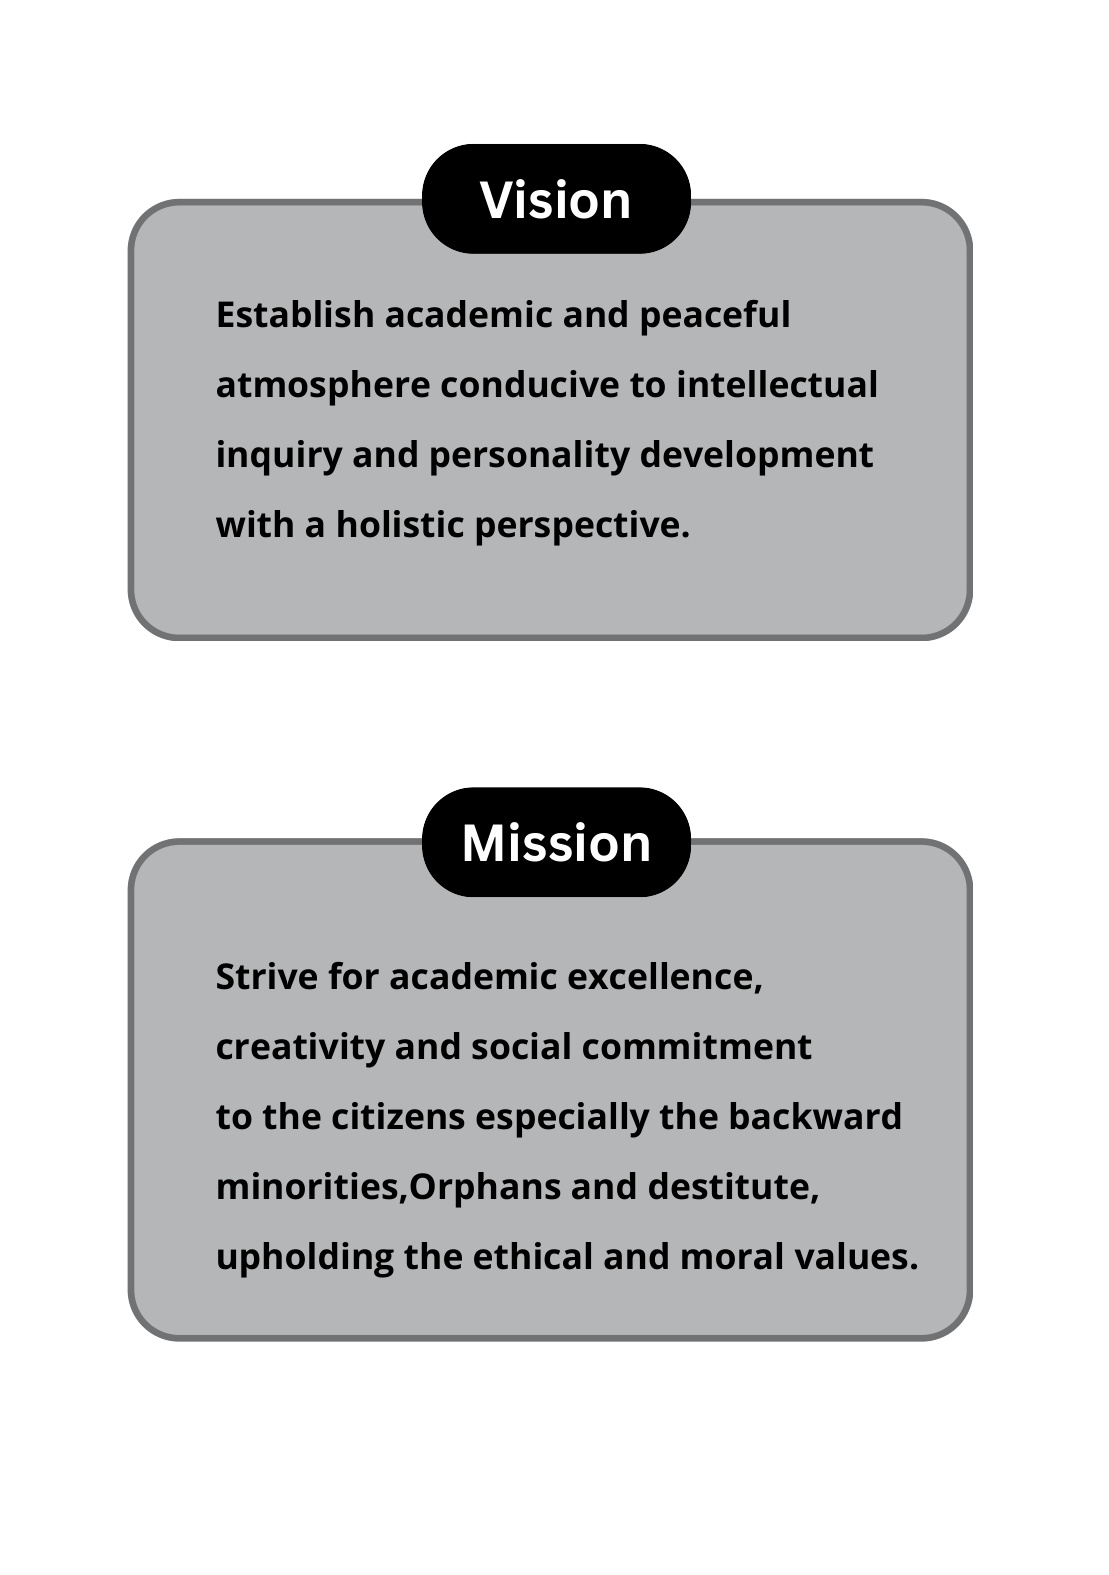 Vision
Establish academic and peaceful
atmosphere conducive to intellectual
inquiry and personality development
with a holistic perspective.
Mission
Strive for academic excellence,
creativity and social commitment
to the citizens especially the backward
minorities,Orphans and destitute,
upholding the ethical and moral values.